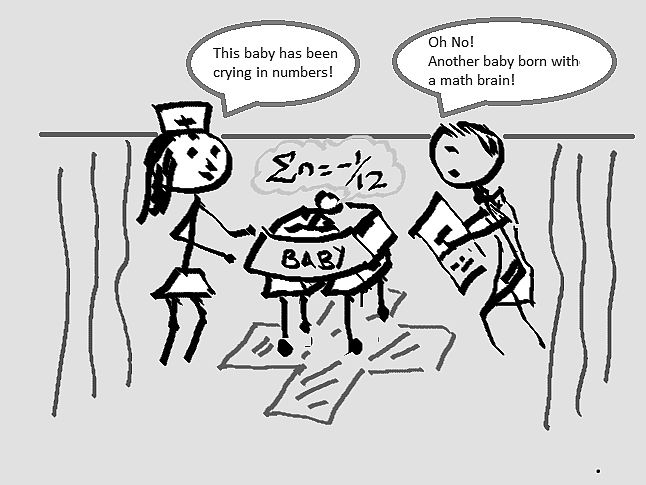 This baby has been
crying in numbers!
Oh No!
Another baby born with
a math brain!
Σn=-1/12
BABY